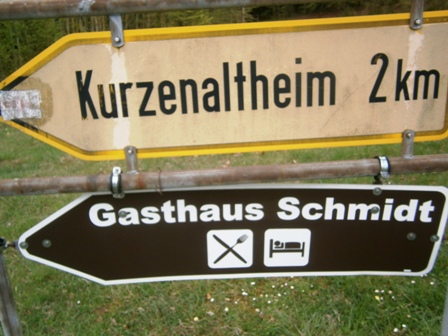 Kurzenaltheim 2 km
Gasthaus Schmidt